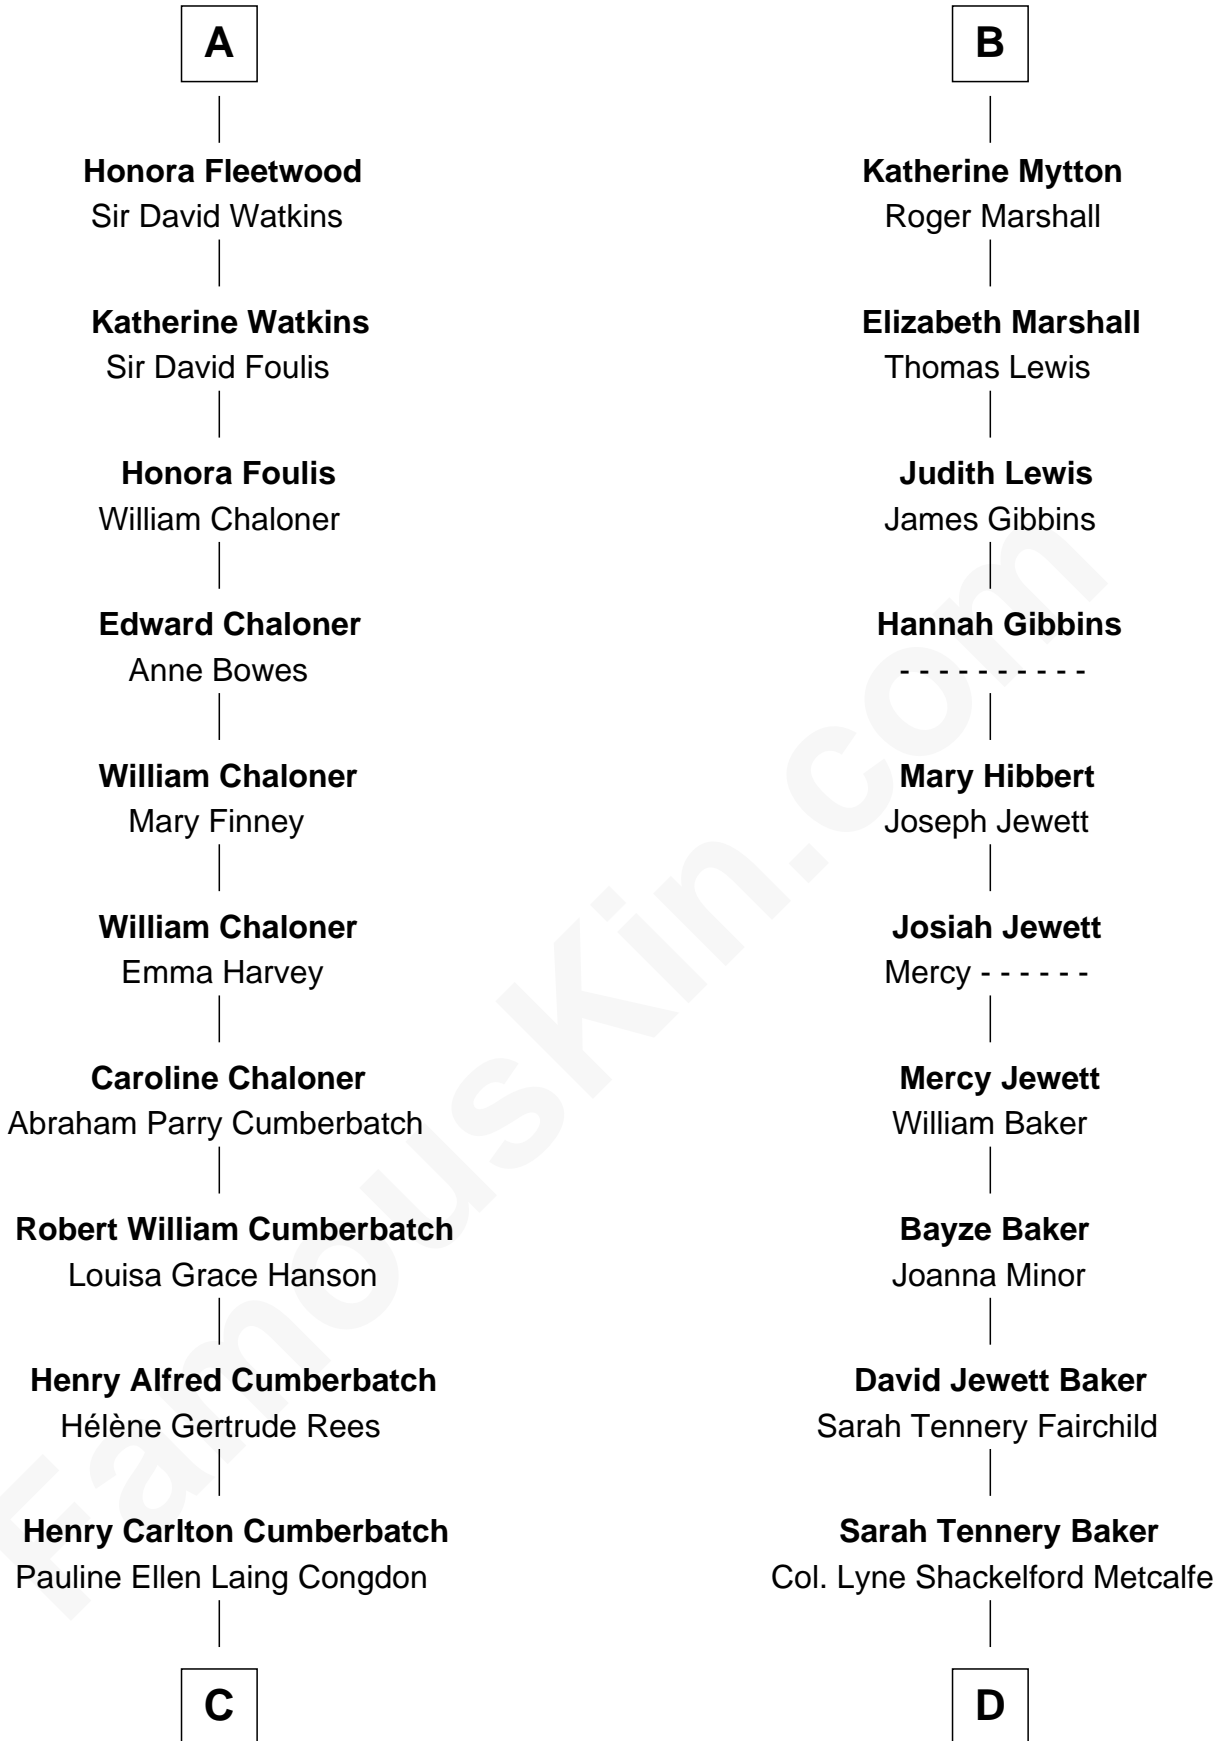 A
Honora Fleetwood
Sir David Watkins
Katherine Watkins
Sir David Foulis
Honora Foulis
William Chaloner
Edward Chaloner
Anne Bowes
William Chaloner
Mary Finney
William Chaloner
Emma Harvey
Caroline Chaloner
Abraham Parry Cumberbatch
Robert William Cumberbatch
Louisa Grace Hanson
Henry Alfred Cumberbatch
Hélène Gertrude Rees
Henry Carlton Cumberbatch
Pauline Ellen Laing Congdon
C
B
Katherine Mytton
Roger Marshall
Elizabeth Marshall
Thomas Lewis
Judith Lewis
James Gibbins
Hannah Gibbins
- - - - - - - - - -
Mary Hibbert
Joseph Jewett
Josiah Jewett
Mercy - - - - - -
Mercy Jewett
William Baker
Bayze Baker
Joanna Minor
David Jewett Baker
Sarah Tennery Fairchild
Sarah Tennery Baker
Col. Lyne Shackelford Metcalfe
D
FamousKin.com